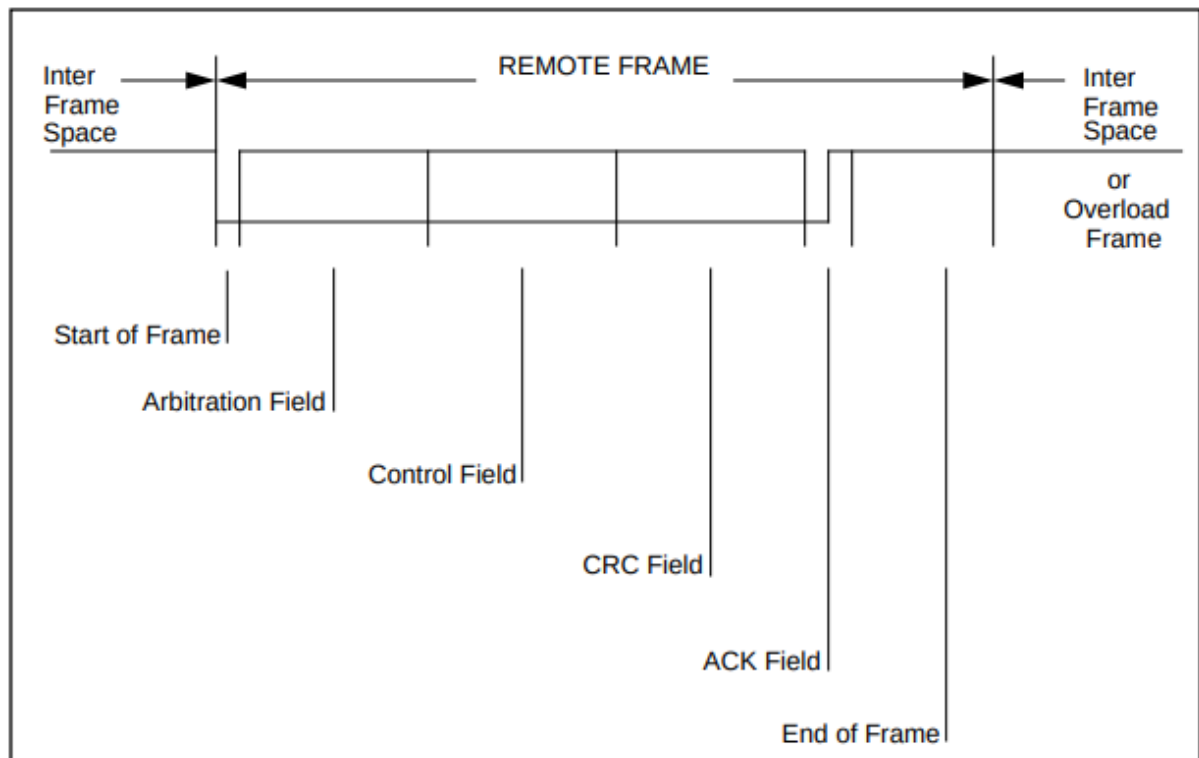 Inter
Frame
Space
REMOTE FRAME
Inter
Frame
Space
or
Overload
Frame
Start of Frame
Arbitration Field
Control Field
CRC Field
ACK Field
End of Frame